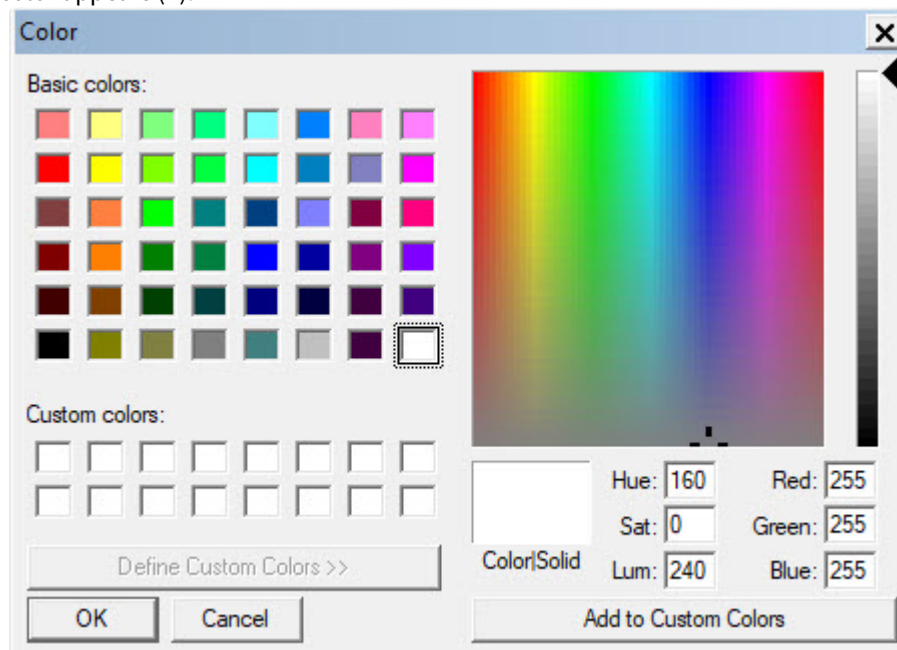 Color
Basic colors:
Custom colors:
Define Custom Colors >>
OK Cancel
Color|Solid
Hue: 160 Red: 255
Sat: 0 Green: 255
Lum: 240 Blue: 255
Add to Custom Colors